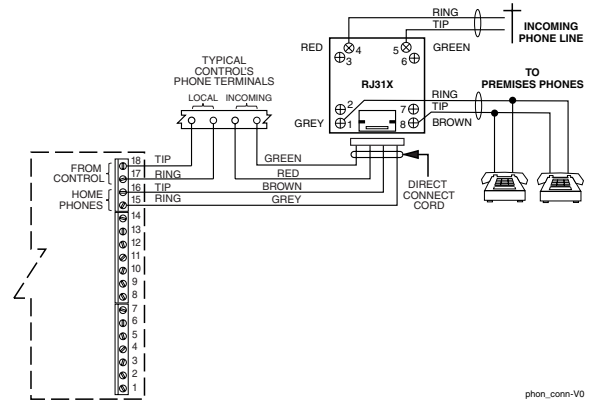 RING
TIP
INCOMING
PHONE LINE
RED
4
3
5
6
GREEN
RJ31X
TO
PREMISES PHONES
TYPICAL
CONTROL'S
PHONE TERMINALS
LOCAL
INCOMING
RING
TIP
2
1
7
8
GREY
BROWN
GREEN
RED
BROWN
GREY
DIRECT
CONNECT
CORD
FROM
CONTROL
HOME
PHONES
18 TIP
17 RING
16 TIP
15 RING
14
13
12
11
10
9
8
7
6
5
4
3
2
1
phon_conn-V0